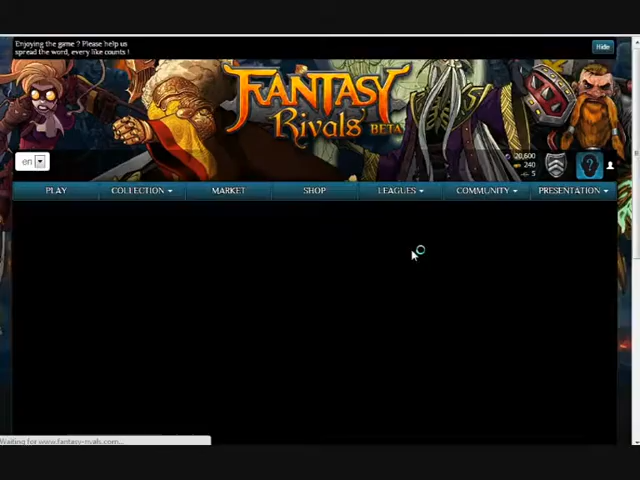 Enjoying the game ? Please help us
spread the word, every like counts !
Hide
FANTASY
Rivals BETA
en
20,600
240
5
?
PLAY
COLLECTION
MARKET
SHOP
LEAGUES
COMMUNITY
PRESENTATION
Waiting for www.fantasy-rivals.com...